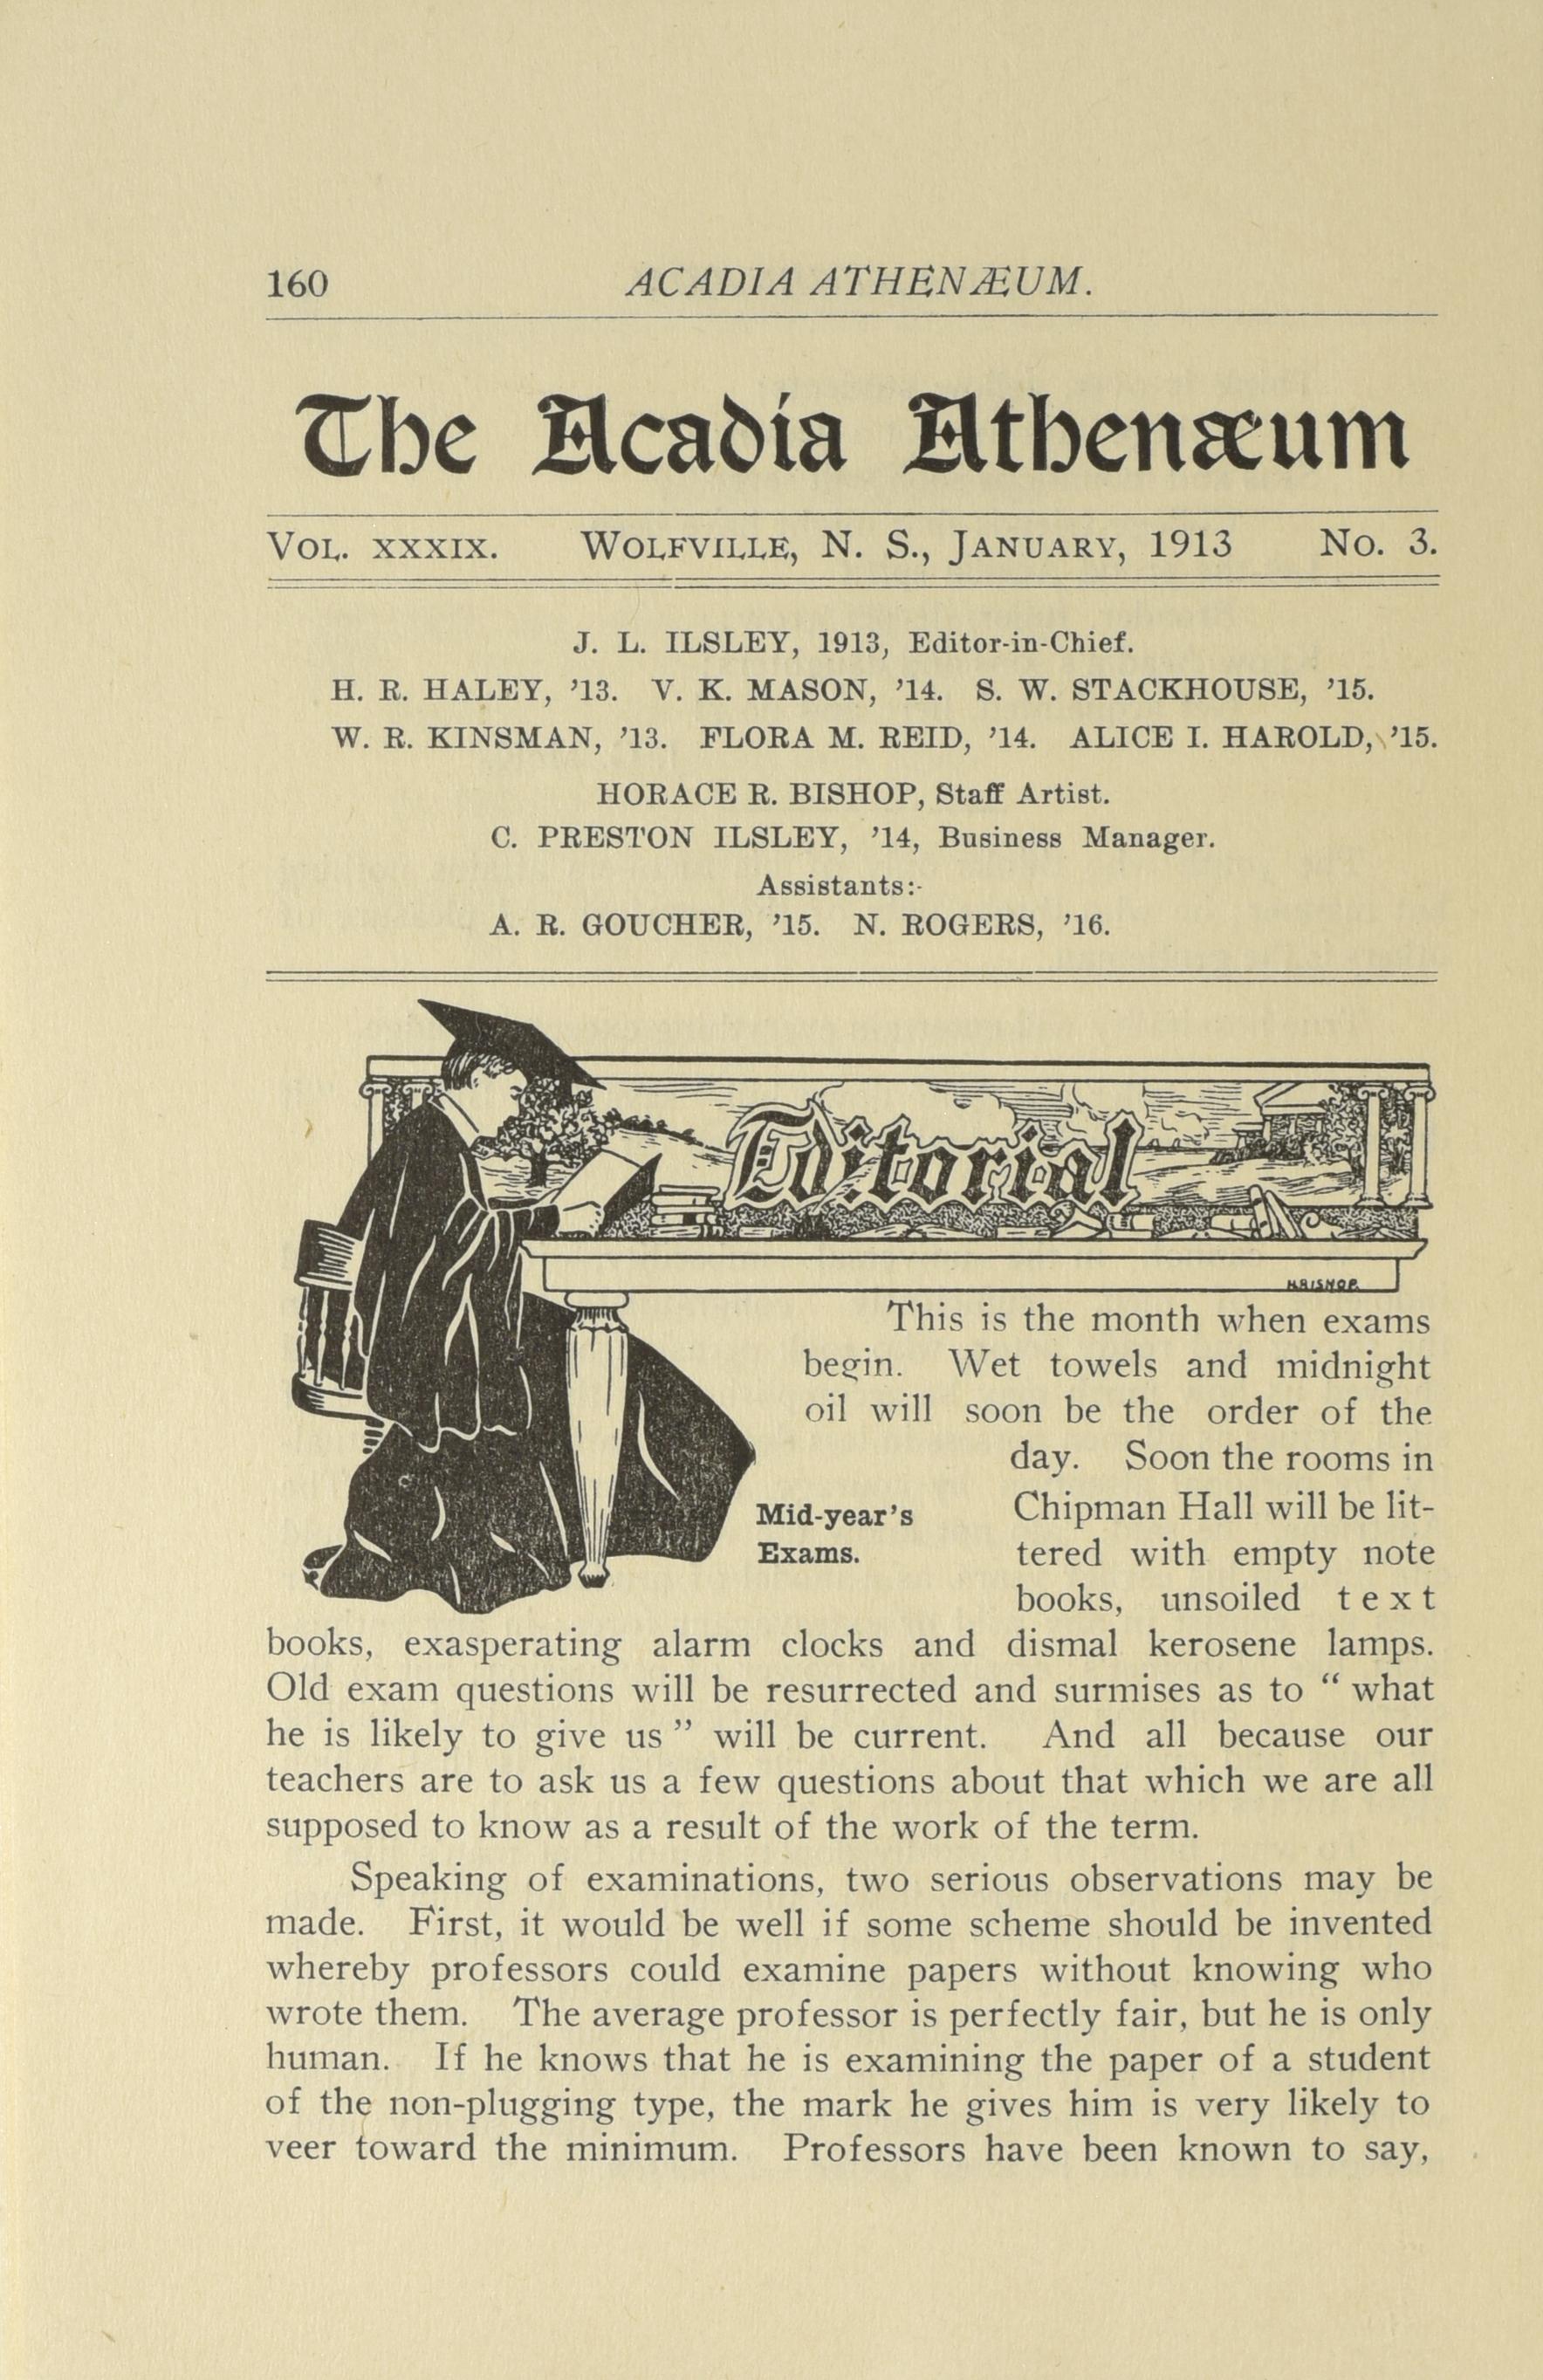 160 ACADIA ATHENÆUM.
The Acadia Athenæum
VOL. XXXIX. WOLFVILLE, N. S., JANUARY, 1913 No. 3.
J. L. ILSLEY, 1913, Editor-in-Chief.
H. R. HALEY, ’13. V. K. MASON, ’14. S. W. STACKHOUSE, ’15.
W. R. KINSMAN, ’13. FLORA M. REID, ’14. ALICE I. HAROLD, ’15.
HORACE R. BISHOP, Staff Artist.
C. PRESTON ILSLEY, ’14, Business Manager.
Assistants:-
A. R. GOUCHER, ’15. N. ROGERS, ’16.
Editorial
H.BISHOP.
This is the month when exams
begin. Wet towels and midnight
oil will soon be the order of the
day. Soon the rooms in
Mid-year’s
Exams.
Chipman Hall will be lit-
tered with empty note
books, unsoiled text
books, exasperating alarm clocks and dismal kerosene lamps.
Old exam questions will be resurrected and surmises as to “ what
he is likely to give us ” will be current. And all because our
teachers are to ask us a few questions about that which we are all
supposed to know as a result of the work of the term.
Speaking of examinations, two serious observations may be
made. First, it would be well if some scheme should be invented
whereby professors could examine papers without knowing who
wrote them. The average professor is perfectly fair, but he is only
human. If he knows that he is examining the paper of a student
of the non-plugging type, the mark he gives him is very likely to
veer toward the minimum. Professors have been known to say,